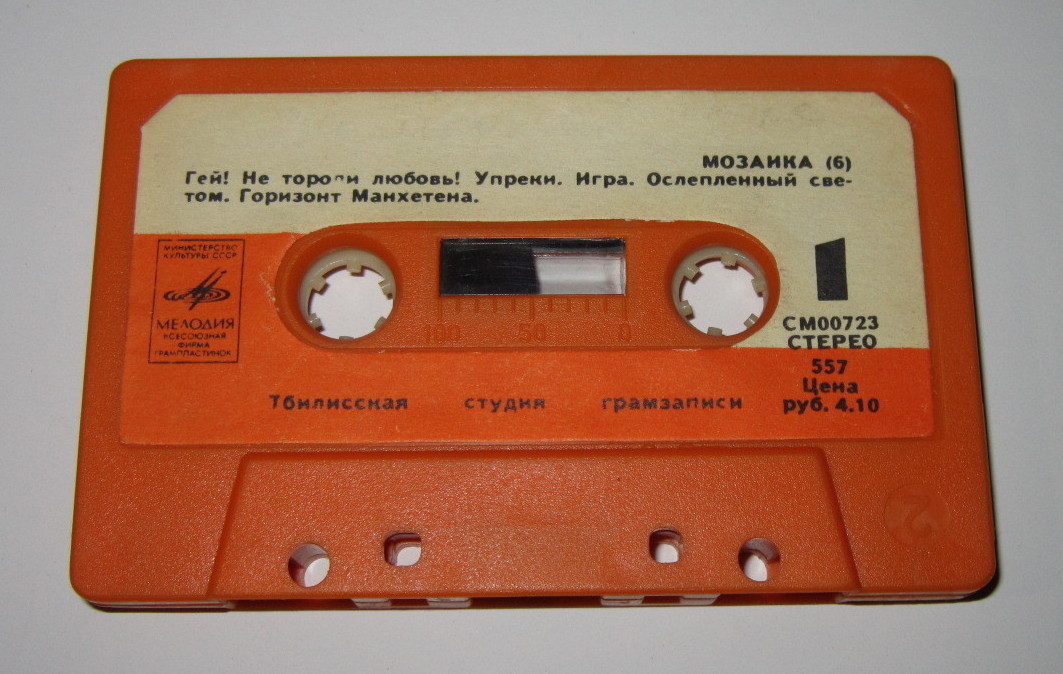 МОЗАИКА (6)
Гей! Не торопи любовь! Упреки. Игра. Ослепленный све-
том. Горизонт Манхетена.
МИНИСТЕРСТВО
КУЛЬТУРЫ СССР
МЕЛОДИЯ
ВСЕСОЮЗНАЯ
ФИРМА
ГРАМПЛАСТИНОК
100 50 0
1
СМ00723
СТЕРЕО
557
Цена
руб. 4.10
Тбилисская студия грамзаписи
2